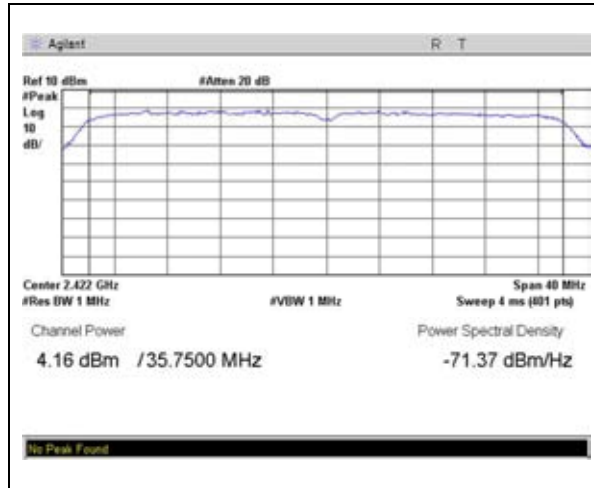 Agilent R T
Ref 10 dBm #Atten 20 dB
#Peak
Log
10
dB/
Center 2.422 GHz Span 40 MHz
#Res BW 1 MHz #VBW 1 MHz Sweep 4 ms (401 pts)
Channel Power Power Spectral Density
4.16 dBm /35.7500 MHz -71.37 dBm/Hz
No Peak Found